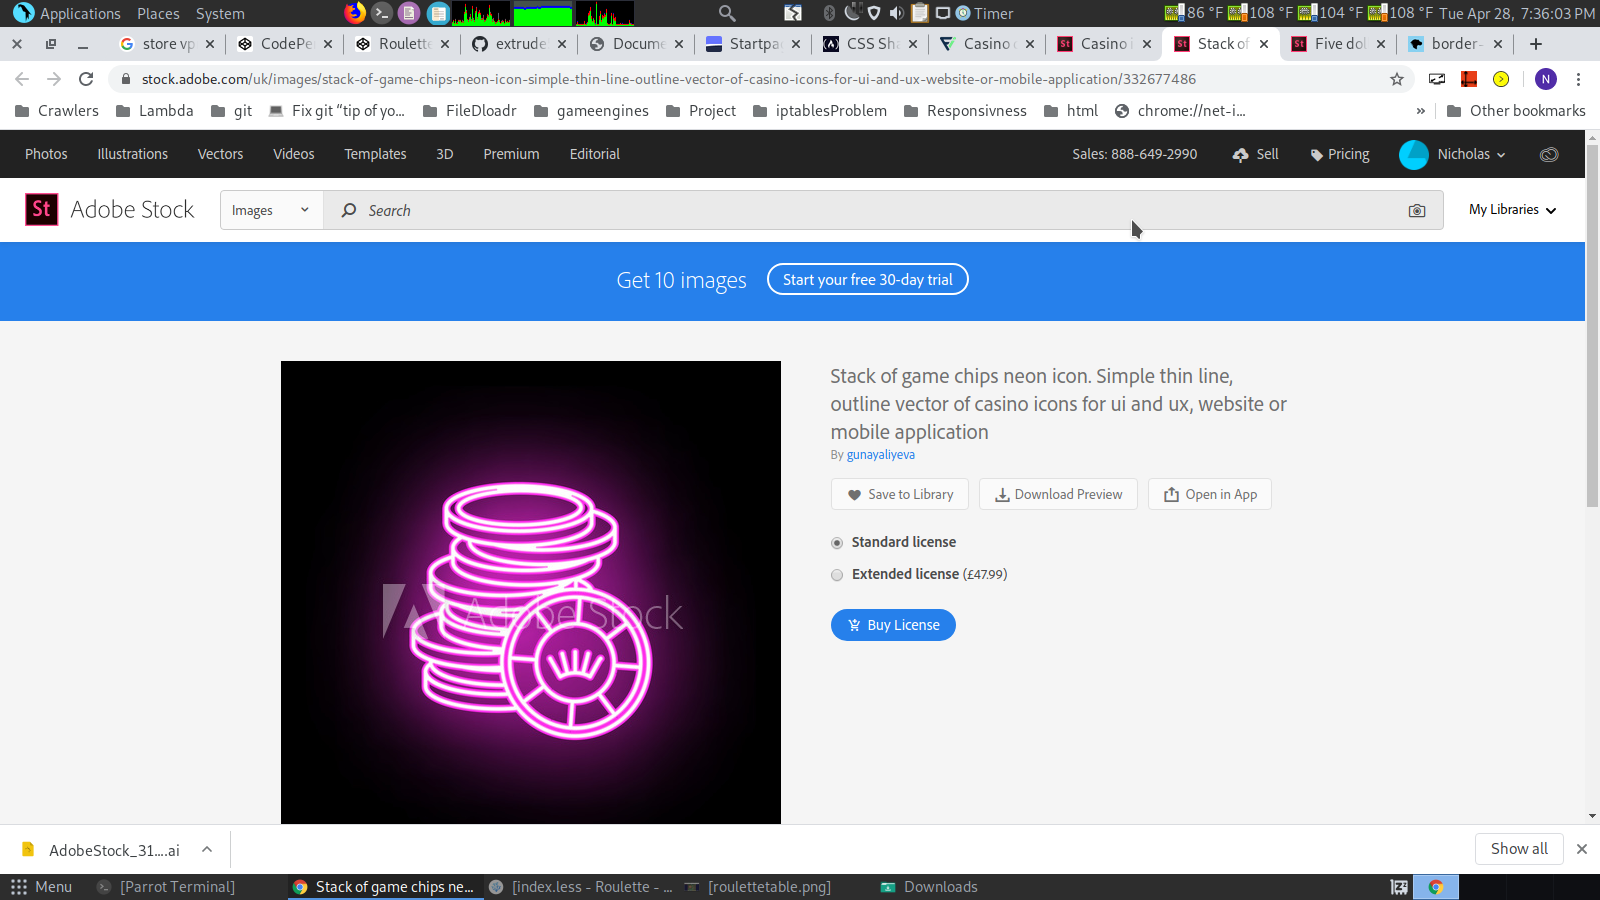 Applications Places System Timer 86 °F 108 °F 104 °F 108 °F Tue Apr 28, 7:36:03 PM
store vp CodePe Roulette extrude Docume Startpa CSS Sha Casino Casino i Stack of Five dol border-
stock.adobe.com/uk/images/stack-of-game-chips-neon-icon-simple-thin-line-outline-vector-of-casino-icons-for-ui-and-ux-website-or-mobile-application/332677486 N
Crawlers Lambda git Fix git “tip of yo... FileDloadr gameengines Project iptablesProblem Responsivness html chrome://net-i... » Other bookmarks
Photos Illustrations Vectors Videos Templates 3D Premium Editorial Sales: 888-649-2990 Sell Pricing Nicholas
St Adobe Stock Images Search My Libraries
Get 10 images Start your free 30-day trial
Stack of game chips neon icon. Simple thin line,
outline vector of casino icons for ui and ux, website or
mobile application
By gunayaliyeva
Save to Library Download Preview Open in App
Standard license
Extended license (£47.99)
Adobe Stock
Buy License
AdobeStock_31....ai Show all
Menu [Parrot Terminal] Stack of game chips ne... [index.less - Roulette - ... [roulettetable.png] Downloads